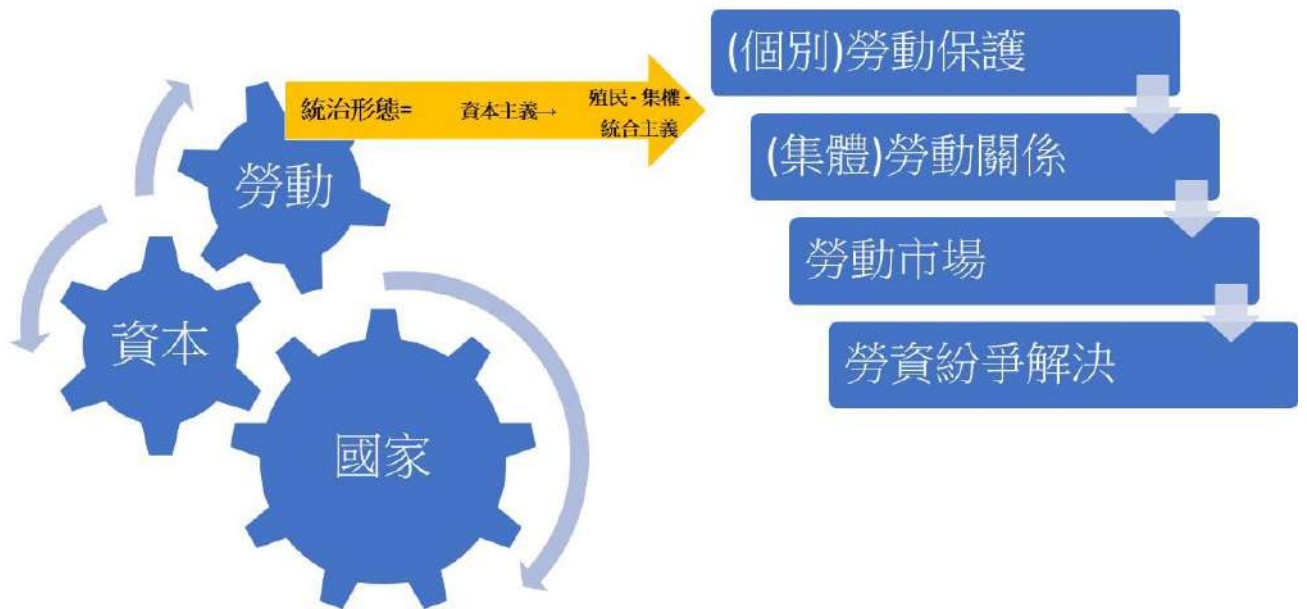 勞動
資本
國家
統治形態=
資本主義→
殖民-集權-
統合主義
(個別)勞動保護
(集體)勞動關係
勞動市場
勞資紛爭解決